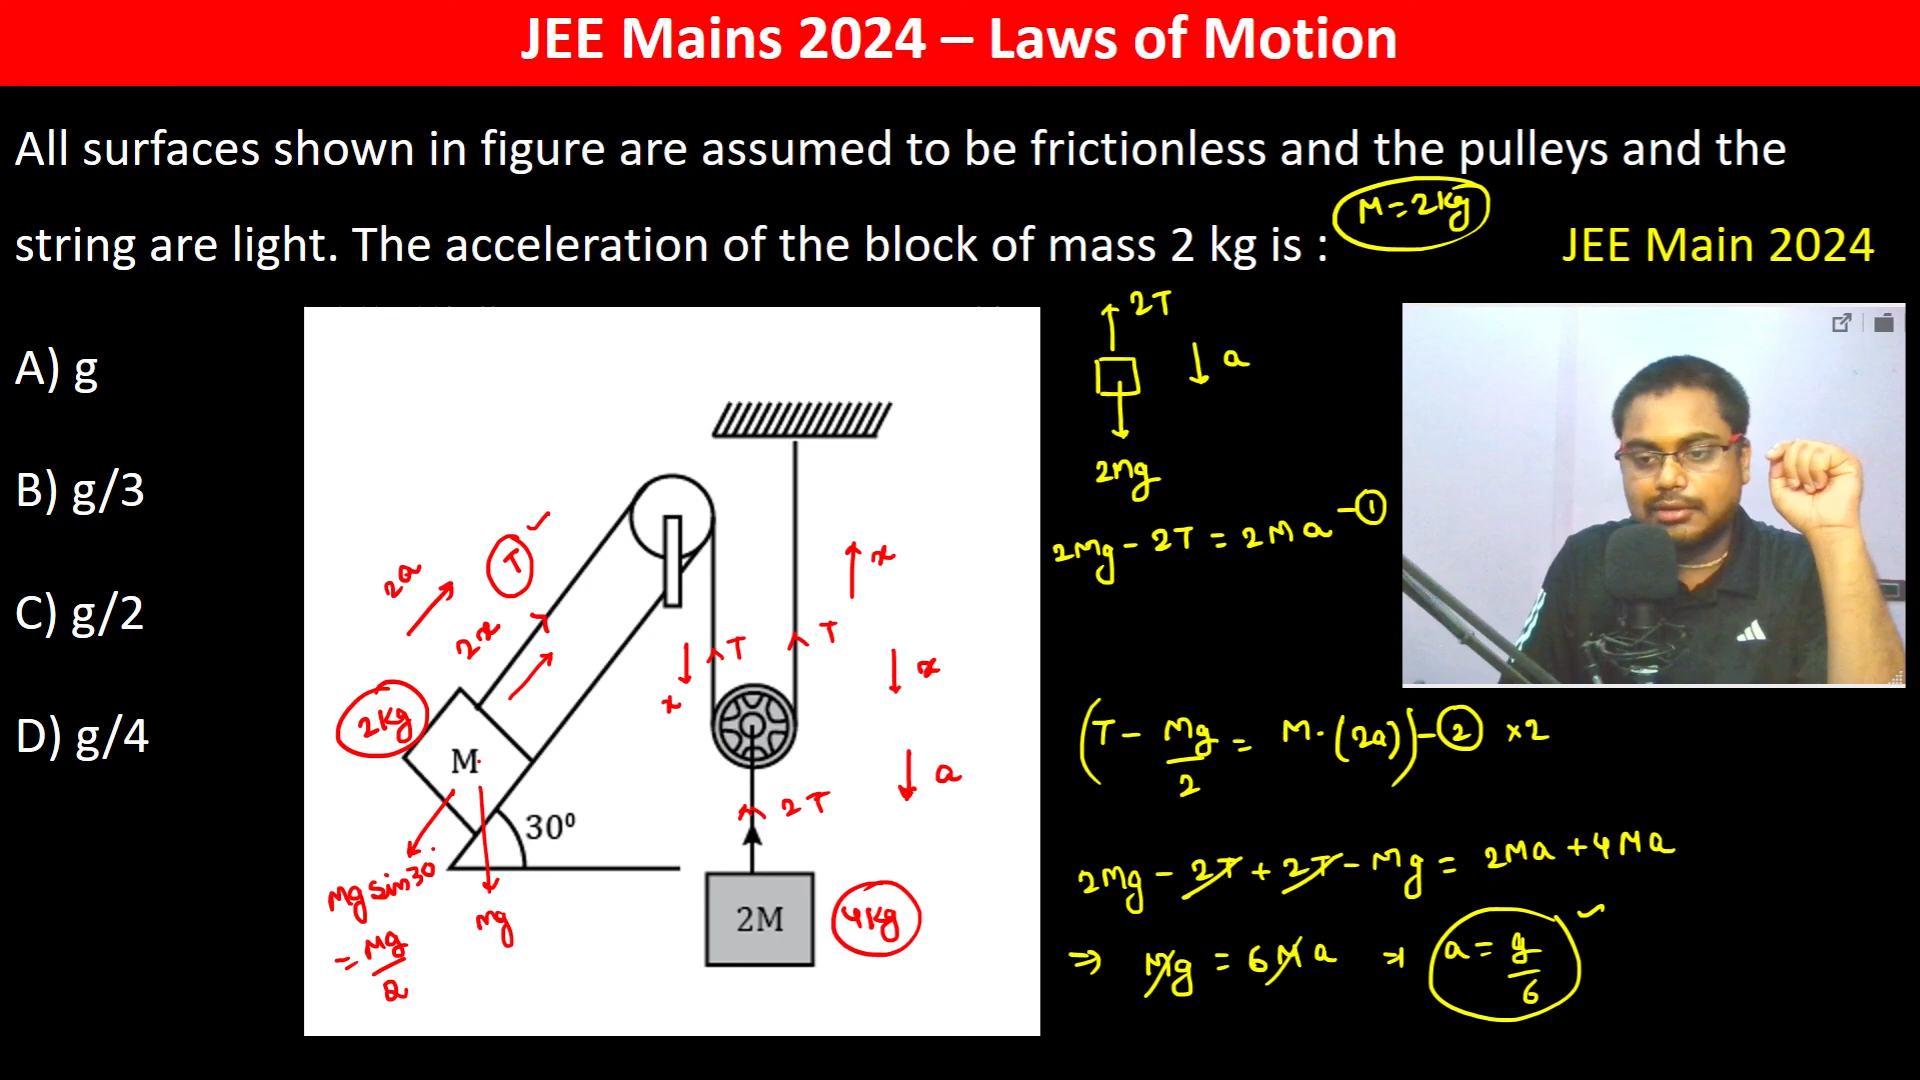 JEE Mains 2024 – Laws of Motion
All surfaces shown in figure are assumed to be frictionless and the pulleys and the
string are light. The acceleration of the block of mass 2 kg is :
M=2kg
JEE Main 2024
A) g
B) g/3
C) g/2
D) g/4
2a
T
2x
x
T
T
x
x
a
2T
2kg
M
30⁰
Mg sin30°
= Mg/2
Mg
2M
4kg
2T
a
2Mg
2Mg - 2T = 2Ma -①
(T - Mg/2 = M·(2a))-② ×2
2Mg - 2T + 2T - Mg = 2Ma + 4Ma
⇒ Mg = 6Ma ⇒ a = g/6